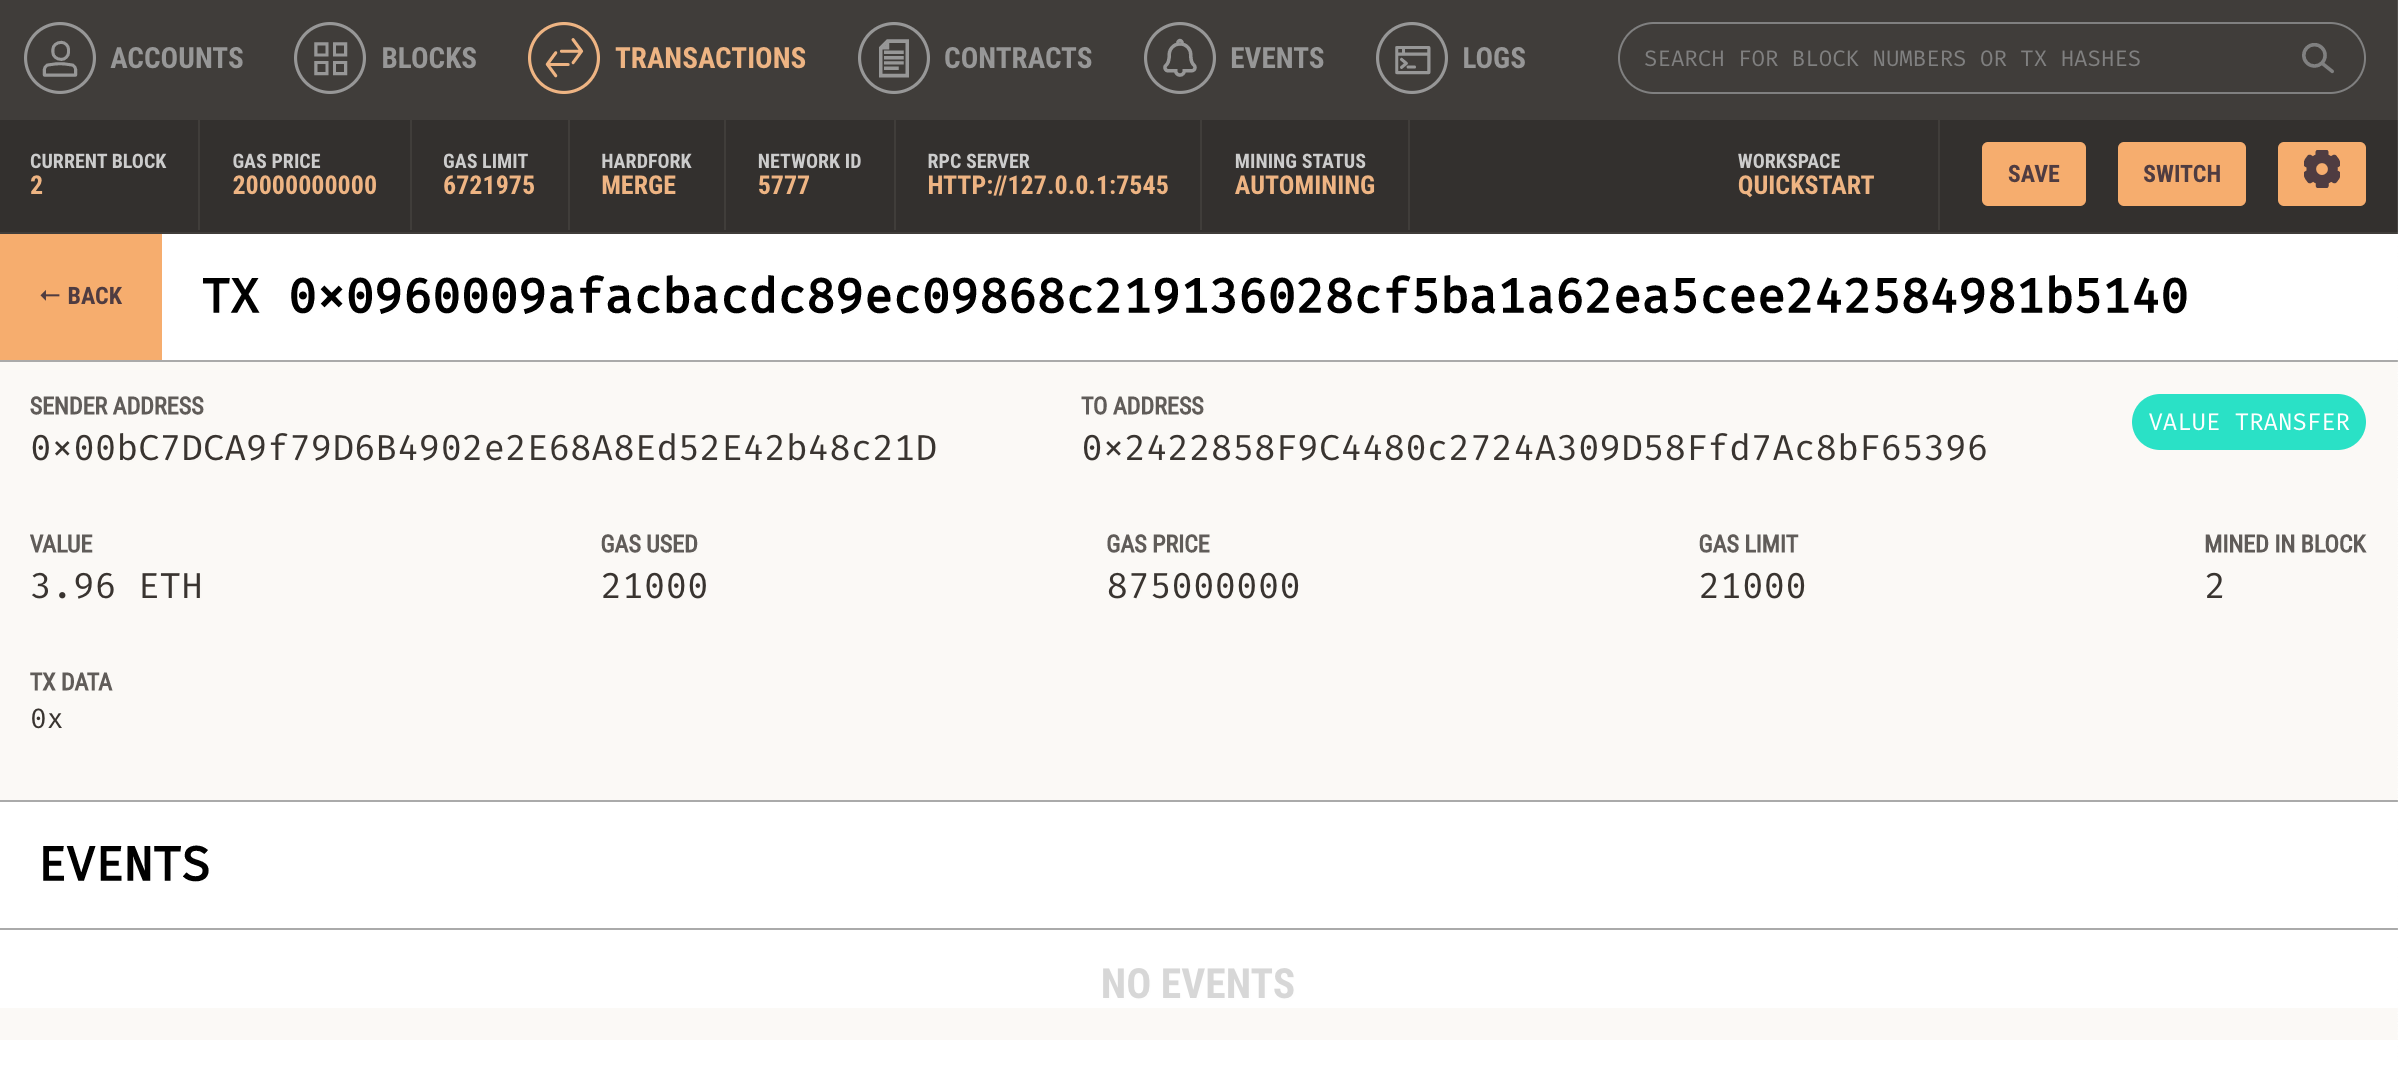 ACCOUNTS BLOCKS TRANSACTIONS CONTRACTS EVENTS LOGS SEARCH FOR BLOCK NUMBERS OR TX HASHES
CURRENT BLOCK GAS PRICE GAS LIMIT HARDFORK NETWORK ID RPC SERVER MINING STATUS WORKSPACE
2 20000000000 6721975 MERGE 5777 HTTP://127.0.0.1:7545 AUTOMINING QUICKSTART SAVE SWITCH
← BACK TX 0×0960009afacbacdc89ec09868c219136028cf5ba1a62ea5cee242584981b5140
SENDER ADDRESS TO ADDRESS
0×00bC7DCA9f79D6B4902e2E68A8Ed52E42b48c21D 0×2422858F9C4480c2724A309D58Ffd7Ac8bF65396 VALUE TRANSFER
VALUE GAS USED GAS PRICE GAS LIMIT MINED IN BLOCK
3.96 ETH 21000 875000000 21000 2
TX DATA
0x
EVENTS
NO EVENTS